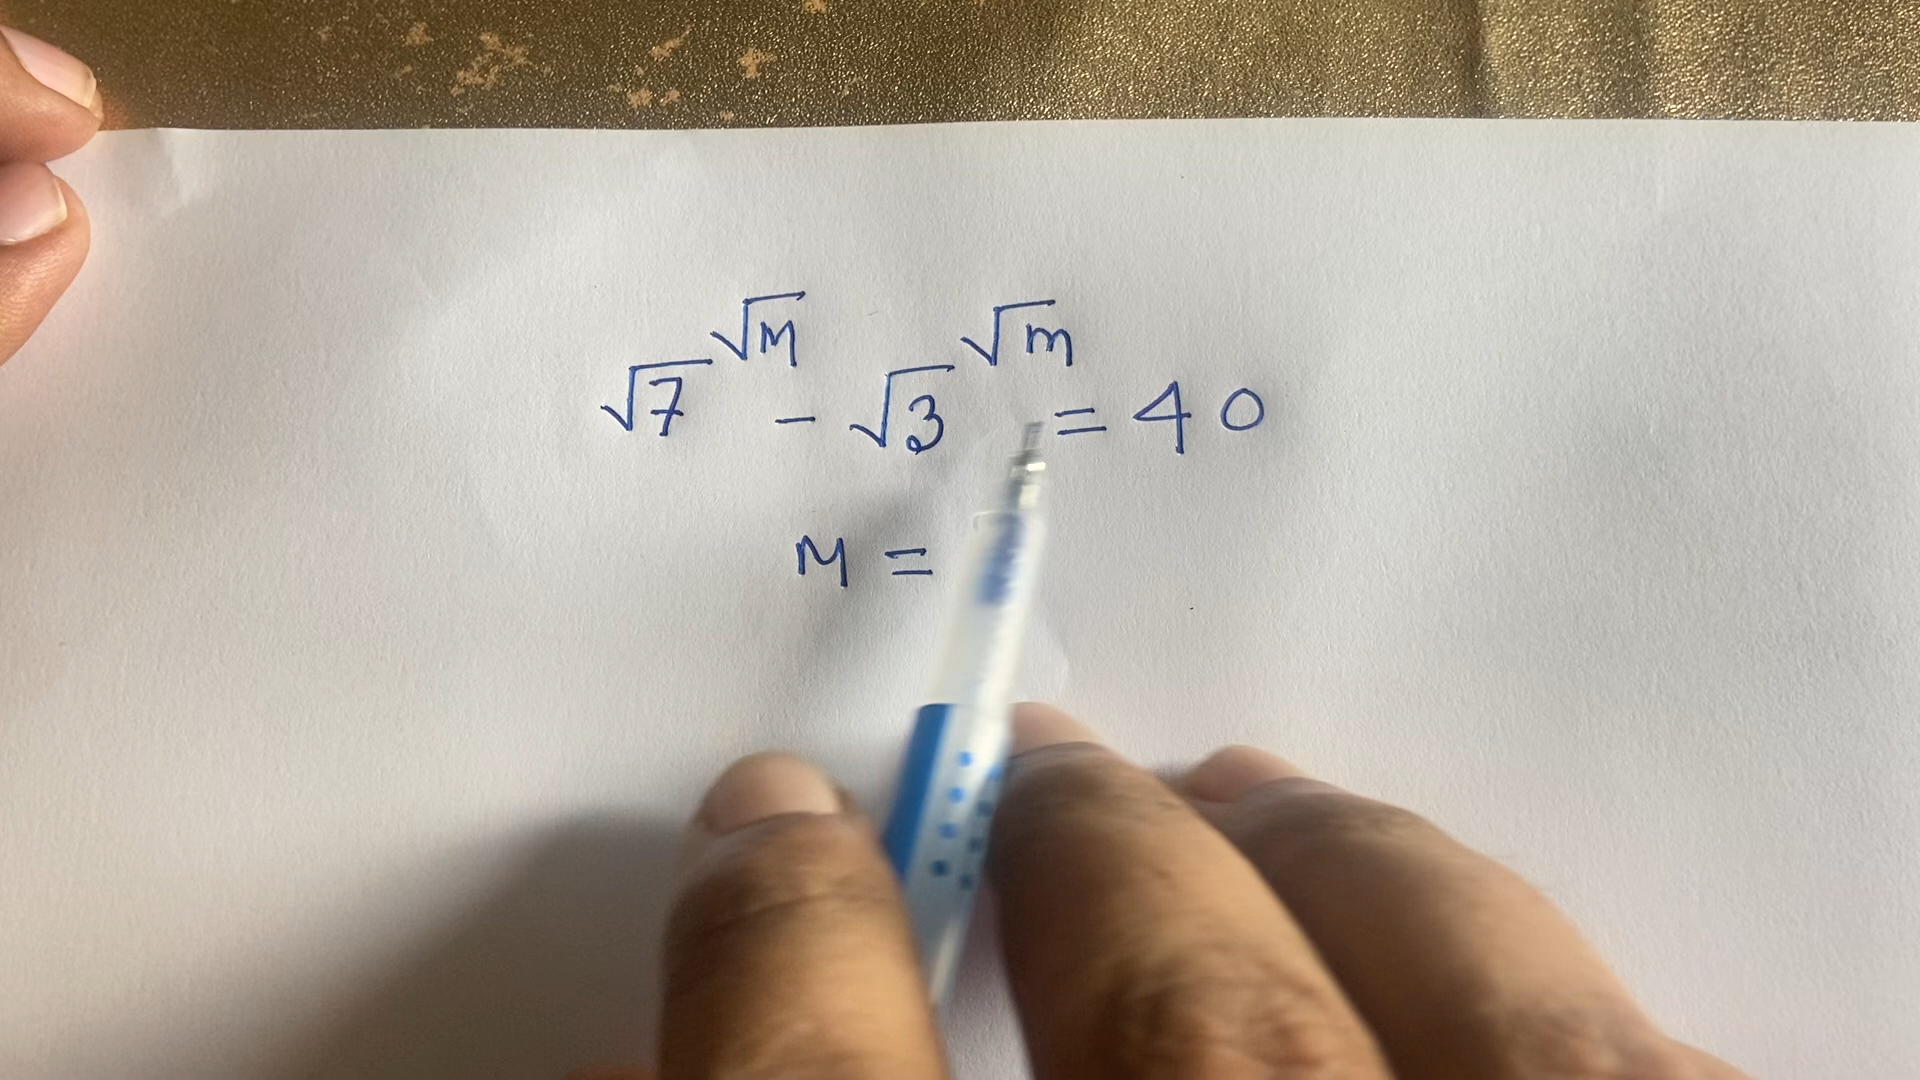 √7^√M - √3^√m = 40
M =